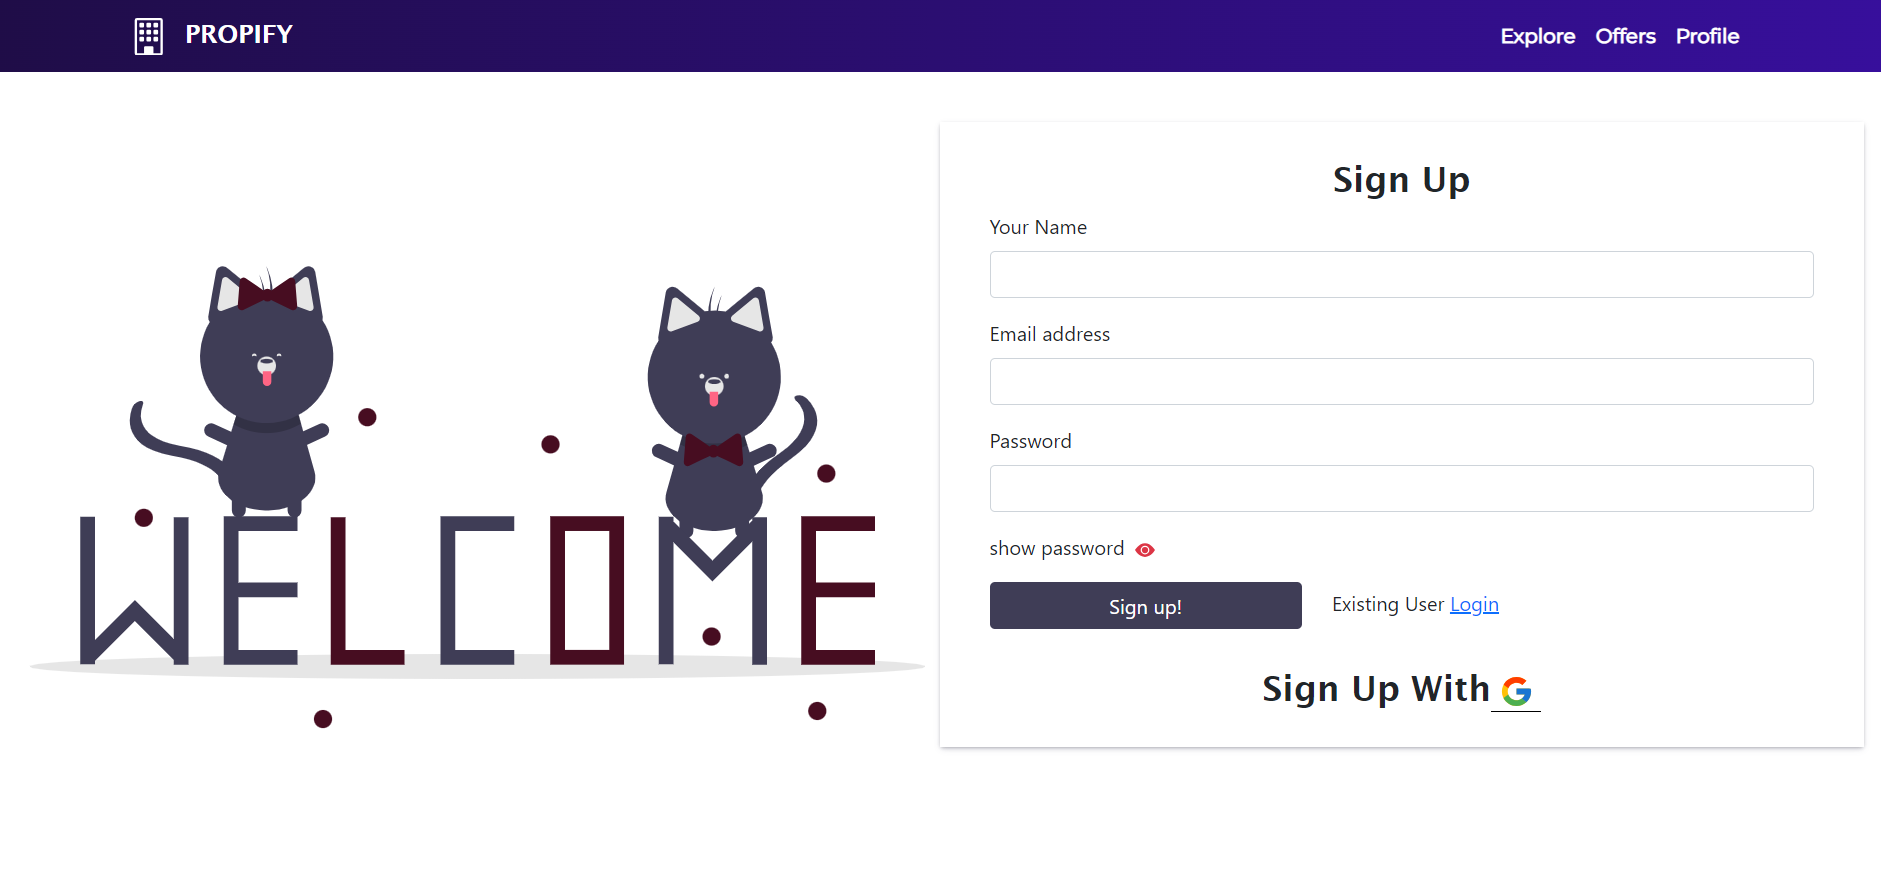 PROPIFY
Explore Offers Profile
WELCOME
Sign Up
Your Name
Email address
Password
show password
Sign up! Existing User Login
Sign Up With G